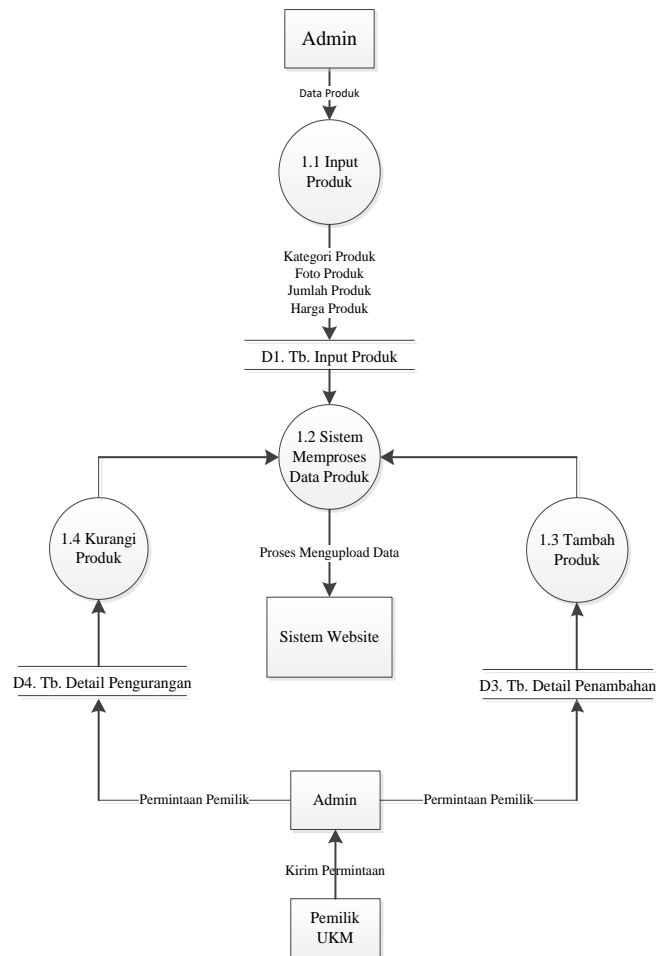 Admin
Data Produk
1.1 Input
Produk
Kategori Produk
Foto Produk
Jumlah Produk
Harga Produk
D1. Tb. Input Produk
1.2 Sistem
Memproses
Data Produk
1.4 Kurangi
Produk
1.3 Tambah
Produk
Proses Mengupload Data
Sistem Website
D4. Tb. Detail Pengurangan
D3. Tb. Detail Penambahan
Permintaan Pemilik
Admin
Permintaan Pemilik
Kirim Permintaan
Pemilik
UKM